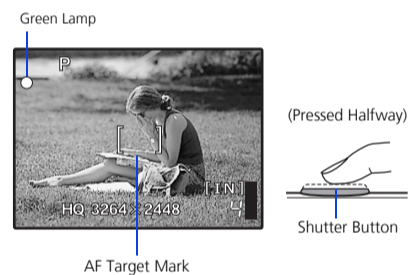 Green Lamp
P
(Pressed Halfway)
[IN]
HQ 3264×2448
4
Shutter Button
AF Target Mark